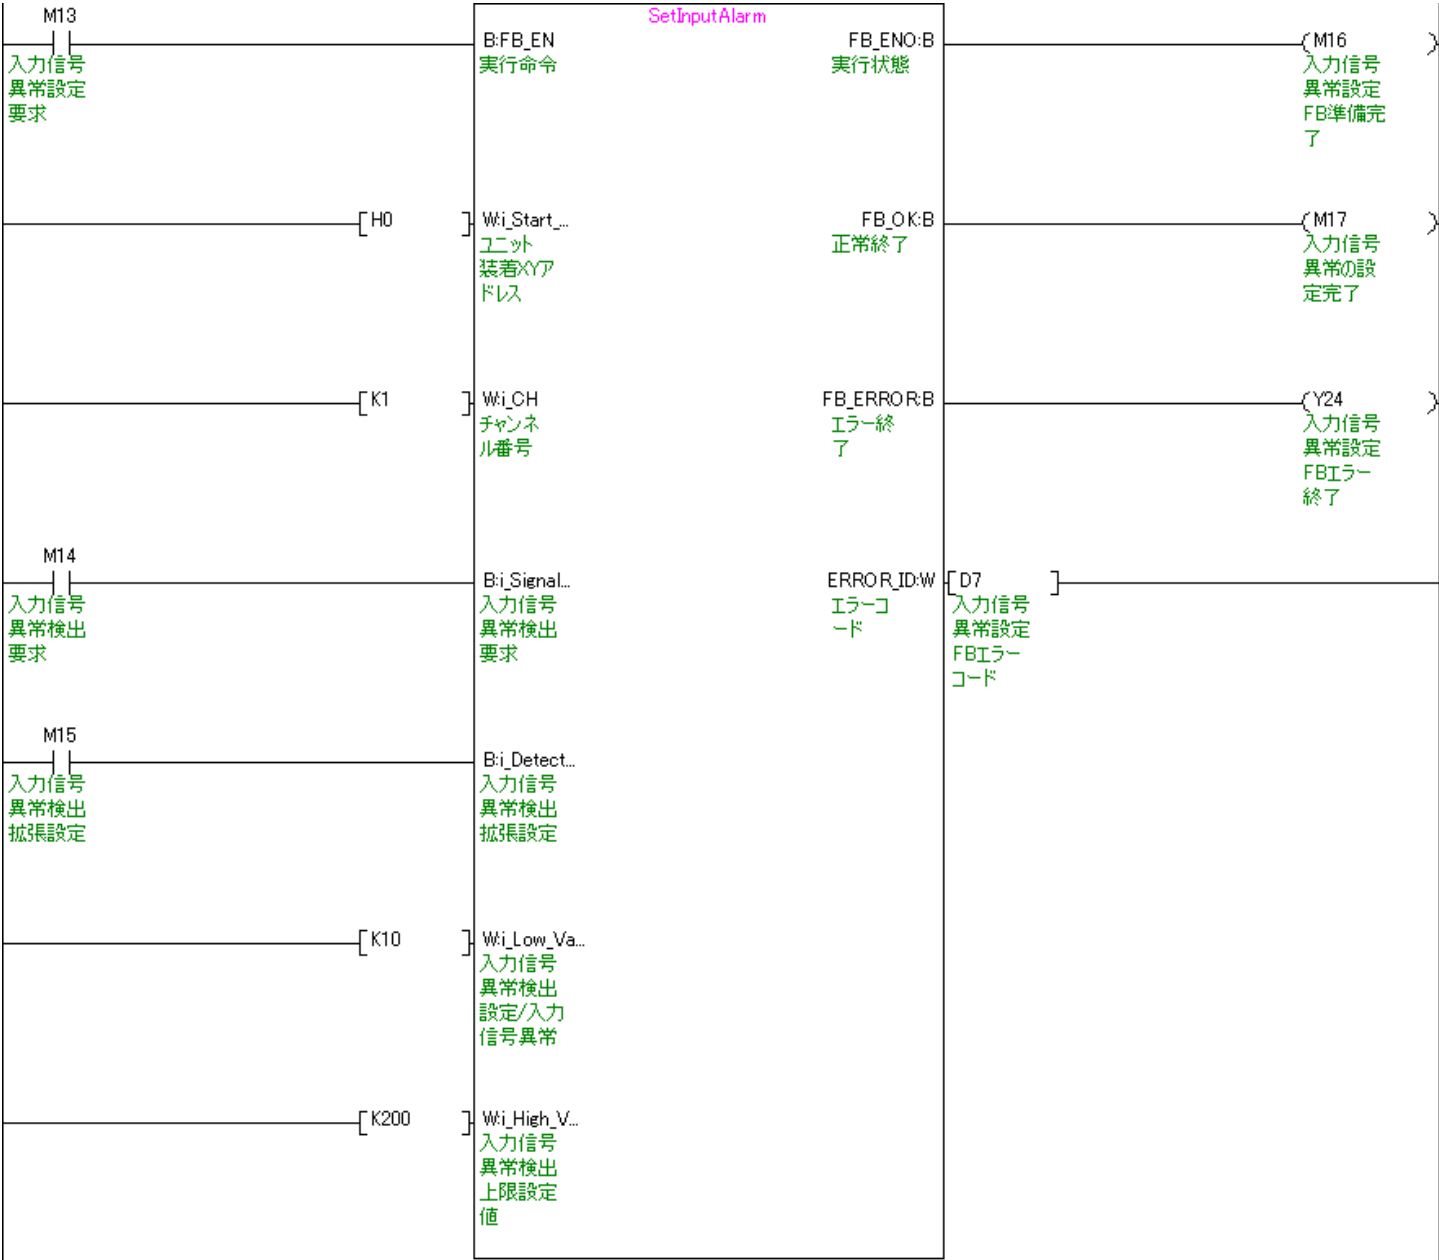 SetInputAlarm
M13
入力信号
異常設定
要求
B:FB_EN
実行命令
FB_ENO:B
実行状態
M16
入力信号
異常設定
FB準備完
了
H0
W:i_Start_...
ユニット
装着XYア
ドレス
FB_OK:B
正常終了
M17
入力信号
異常の設
定完了
K1
W:i_CH
チャンネ
ル番号
FB_ERROR:B
エラー終
了
Y24
入力信号
異常設定
FBエラー
終了
M14
入力信号
異常検出
要求
B:i_Signal...
入力信号
異常検出
要求
ERROR_ID:W
エラーコ
ード
D7
入力信号
異常設定
FBエラー
コード
M15
入力信号
異常検出
拡張設定
B:i_Detect...
入力信号
異常検出
拡張設定
K10
W:i_Low_Va...
入力信号
異常検出
設定/入力
信号異常
K200
W:i_High_V...
入力信号
異常検出
上限設定
値